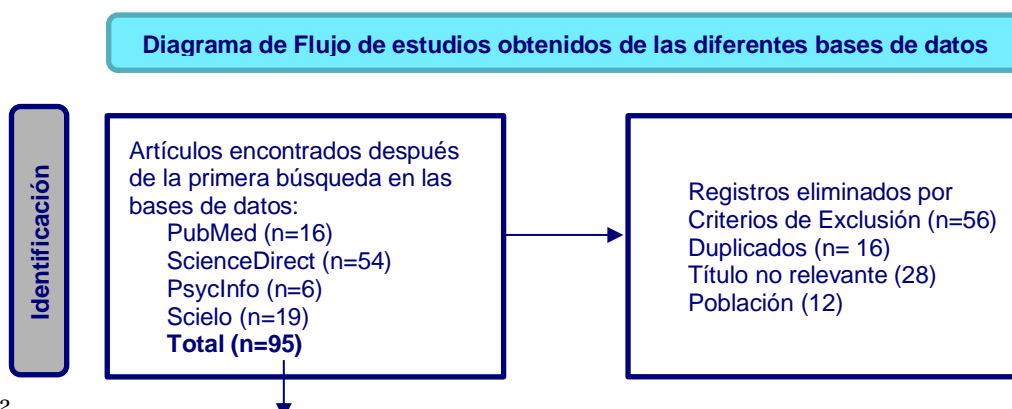 Diagrama de Flujo de estudios obtenidos de las diferentes bases de datos
Identificación
Artículos encontrados después
de la primera búsqueda en las
bases de datos:
PubMed (n=16)
ScienceDirect (n=54)
PsycInfo (n=6)
Scielo (n=19)
Total (n=95)
Registros eliminados por
Criterios de Exclusión (n=56)
Duplicados (n= 16)
Título no relevante (28)
Población (12)